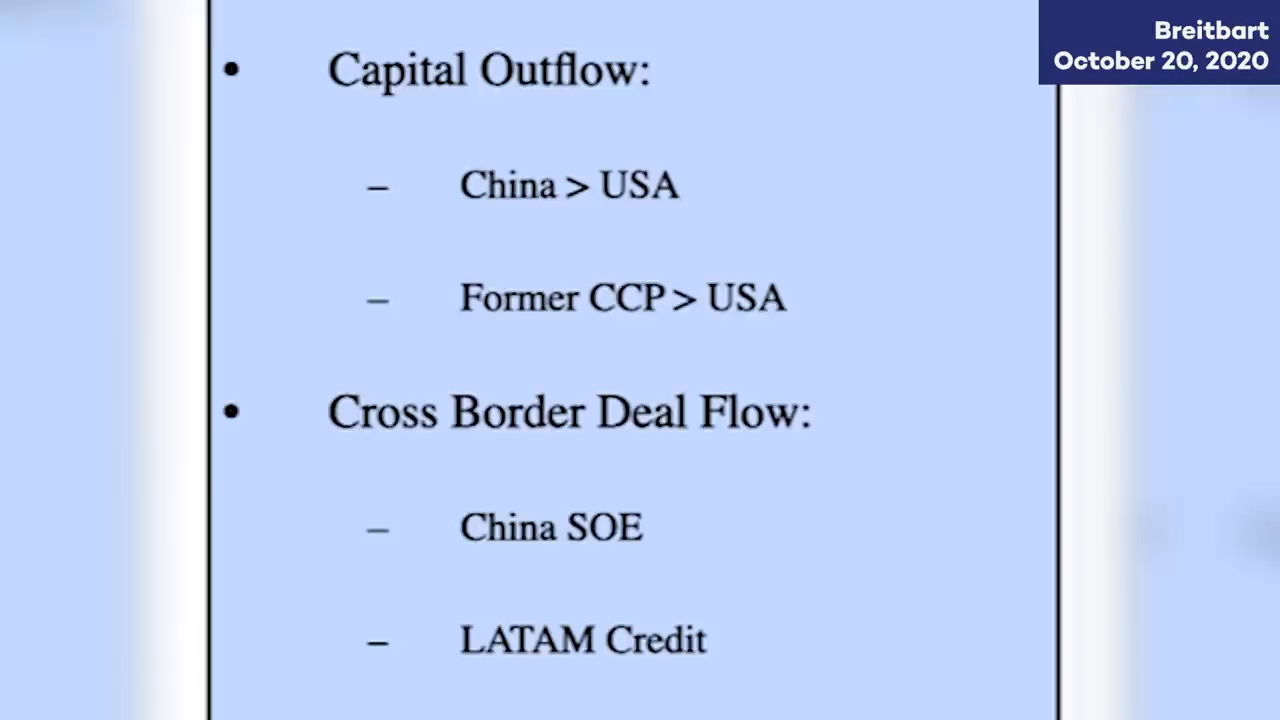 Breitbart
October 20, 2020
• Capital Outflow:
– China > USA
– Former CCP > USA
• Cross Border Deal Flow:
– China SOE
– LATAM Credit